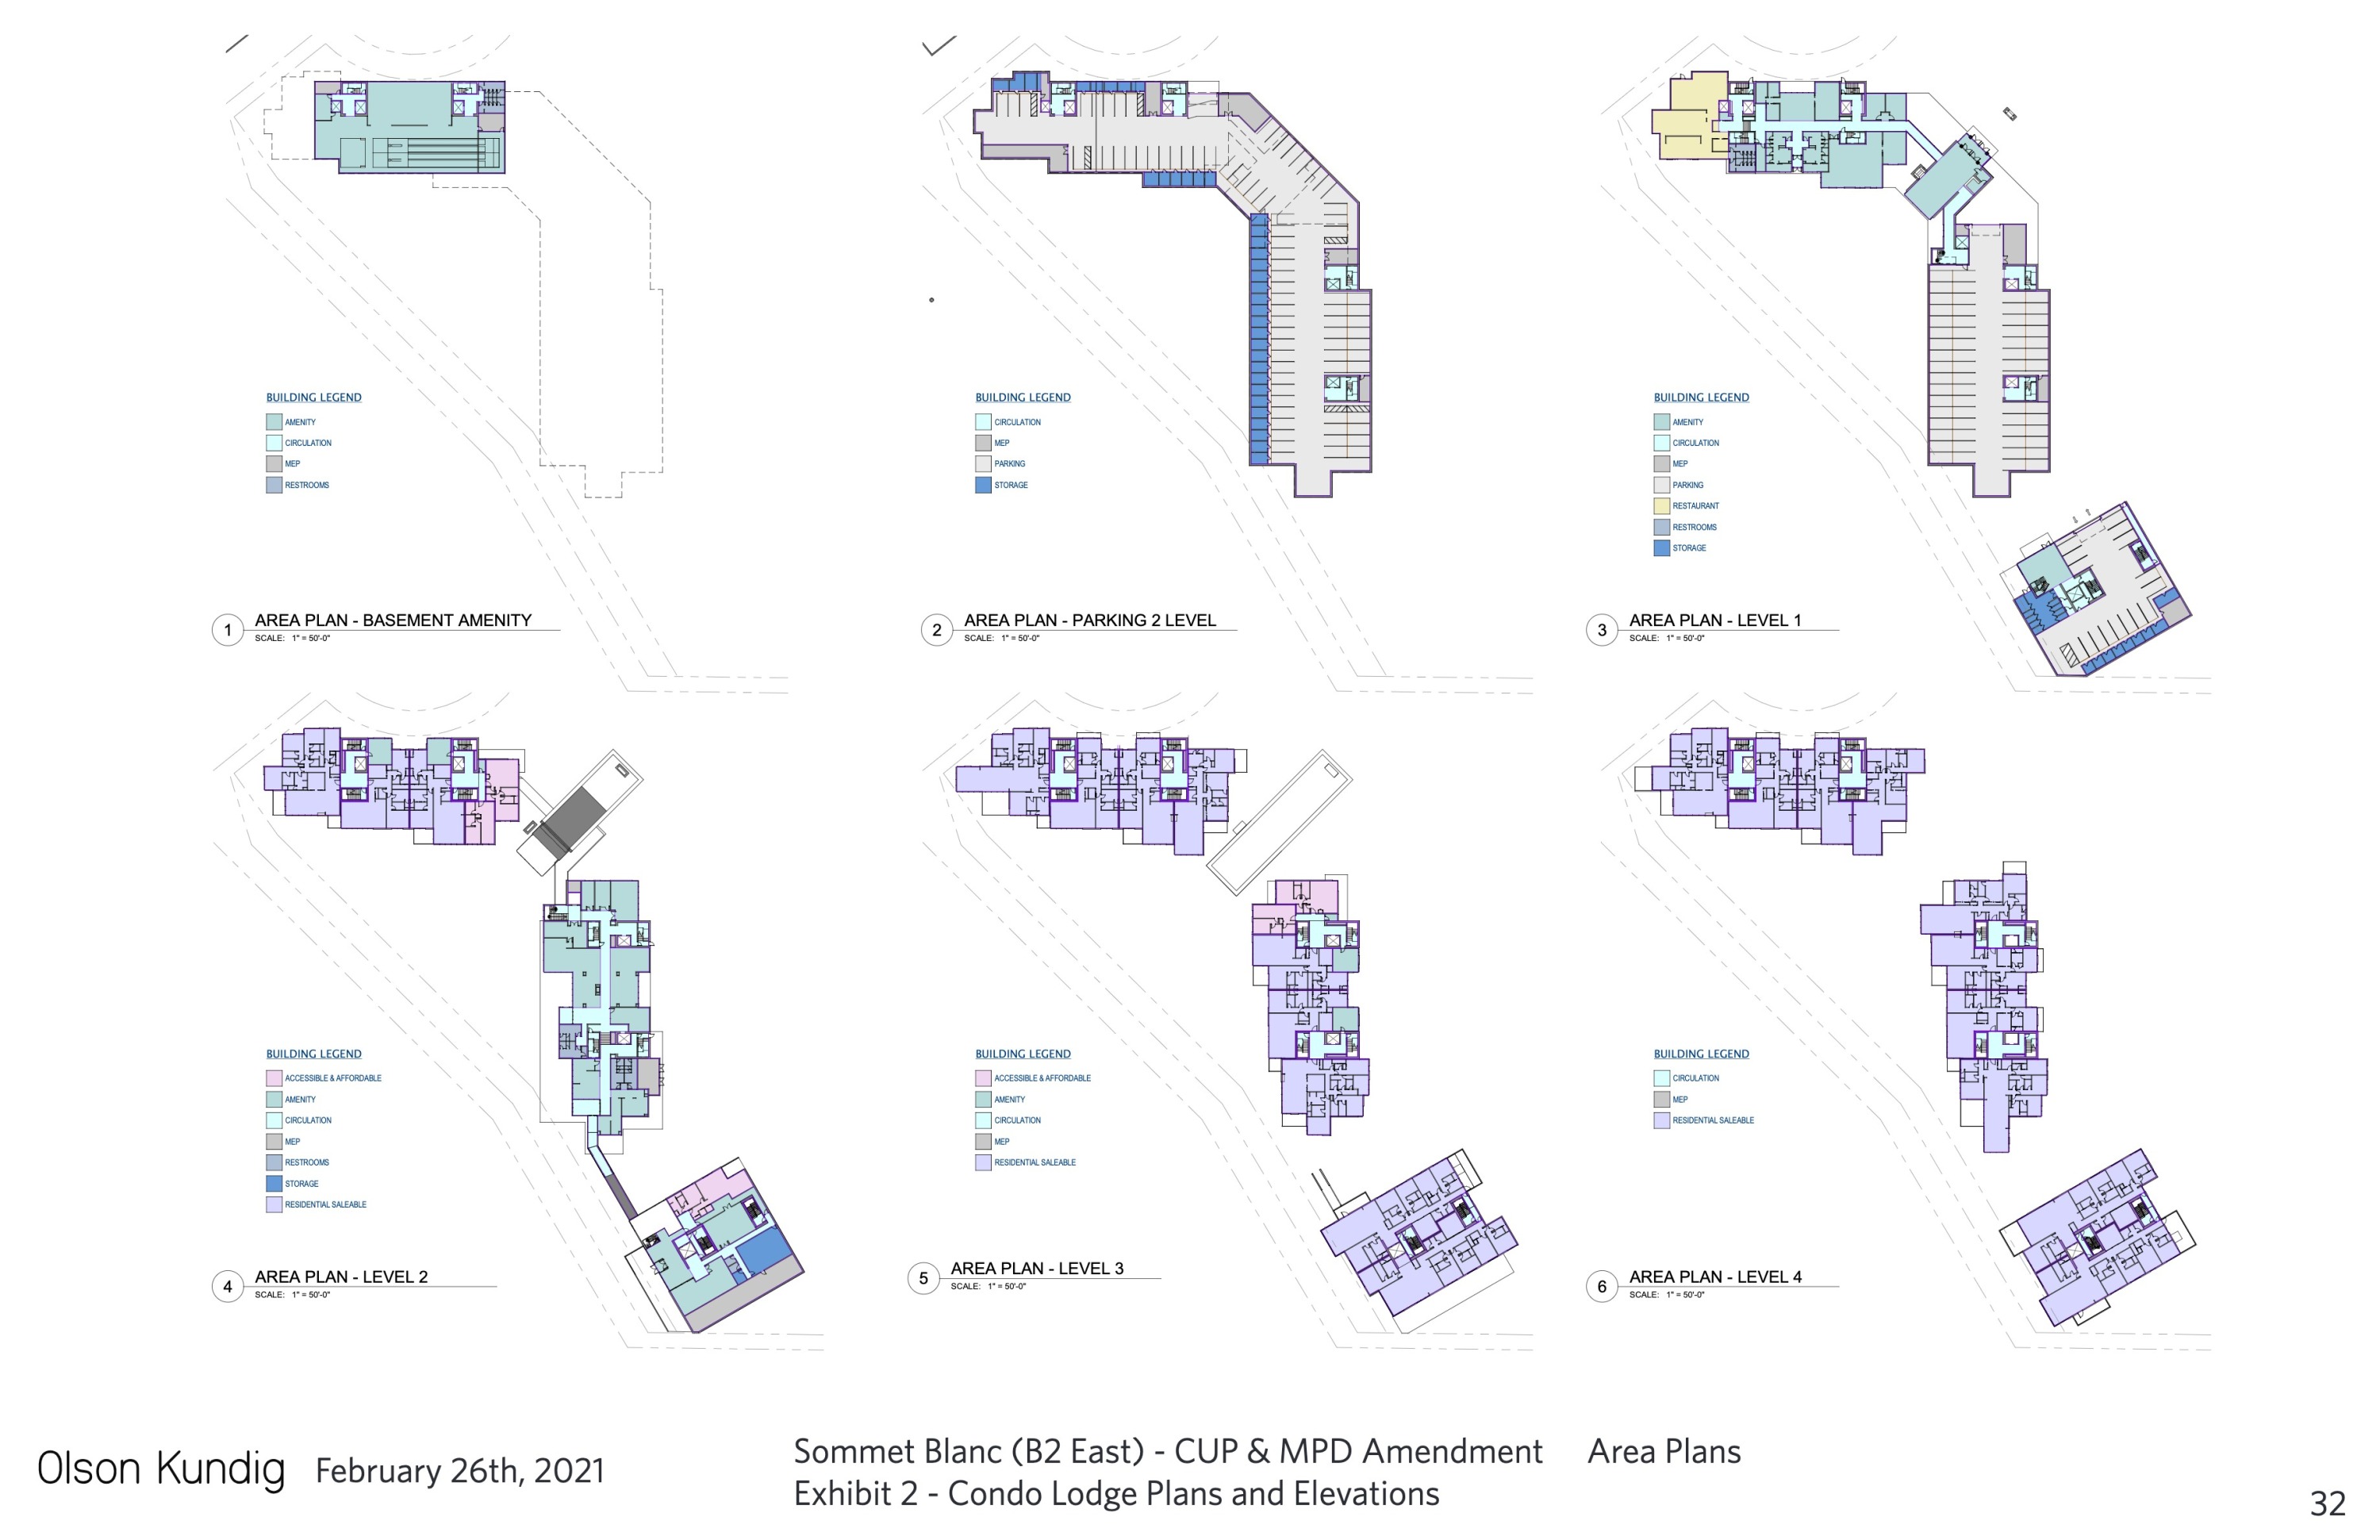 BUILDING LEGEND
AMENITY
CIRCULATION
MEP
RESTROOMS
1
AREA PLAN - BASEMENT AMENITY
SCALE: 1" = 50'-0"
BUILDING LEGEND
CIRCULATION
MEP
PARKING
STORAGE
2
AREA PLAN - PARKING 2 LEVEL
SCALE: 1" = 50'-0"
BUILDING LEGEND
AMENITY
CIRCULATION
MEP
PARKING
RESTAURANT
RESTROOMS
STORAGE
3
AREA PLAN - LEVEL 1
SCALE: 1" = 50'-0"
BUILDING LEGEND
ACCESSIBLE & AFFORDABLE
AMENITY
CIRCULATION
MEP
RESTROOMS
STORAGE
RESIDENTIAL SALEABLE
4
AREA PLAN - LEVEL 2
SCALE: 1" = 50'-0"
BUILDING LEGEND
ACCESSIBLE & AFFORDABLE
AMENITY
CIRCULATION
MEP
RESIDENTIAL SALEABLE
5
AREA PLAN - LEVEL 3
SCALE: 1" = 50'-0"
BUILDING LEGEND
CIRCULATION
MEP
RESIDENTIAL SALEABLE
6
AREA PLAN - LEVEL 4
SCALE: 1" = 50'-0"
Olson Kundig February 26th, 2021
Sommet Blanc (B2 East) - CUP & MPD Amendment Area Plans
Exhibit 2 - Condo Lodge Plans and Elevations
32